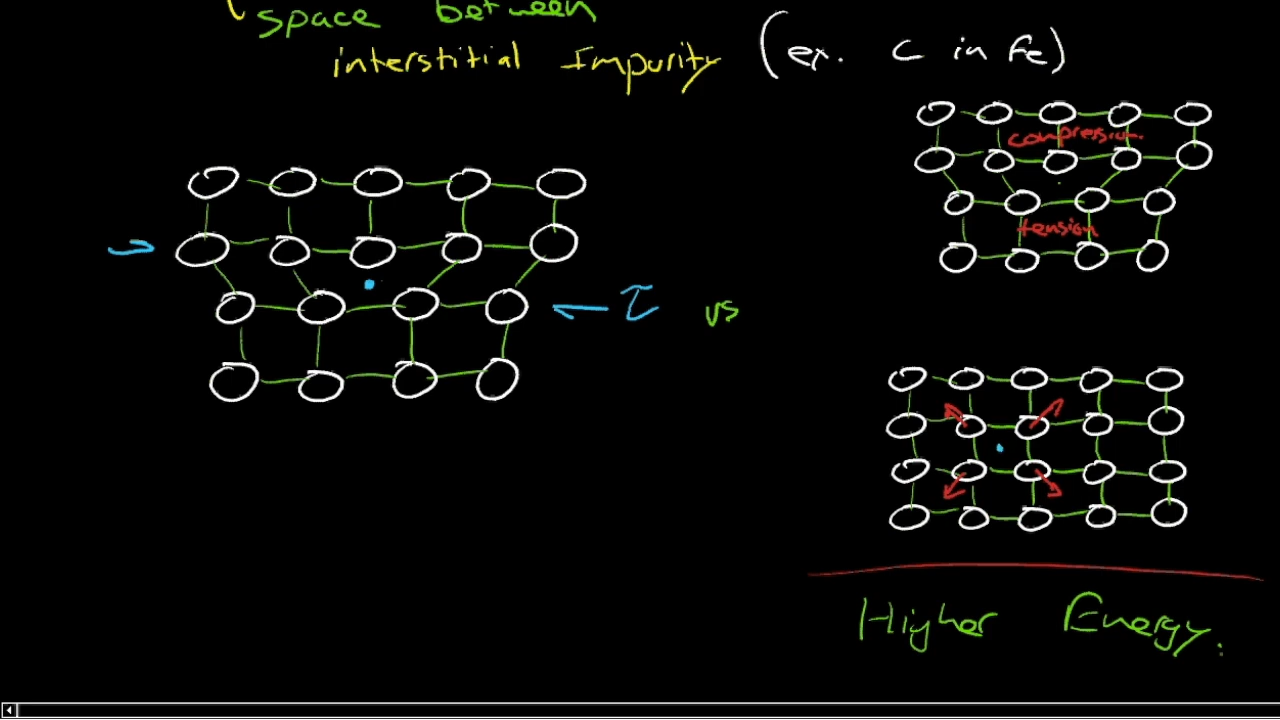 space between
interstitial Impurity (ex. C in Fe)
compression
tension
τ vs
Higher Energy.